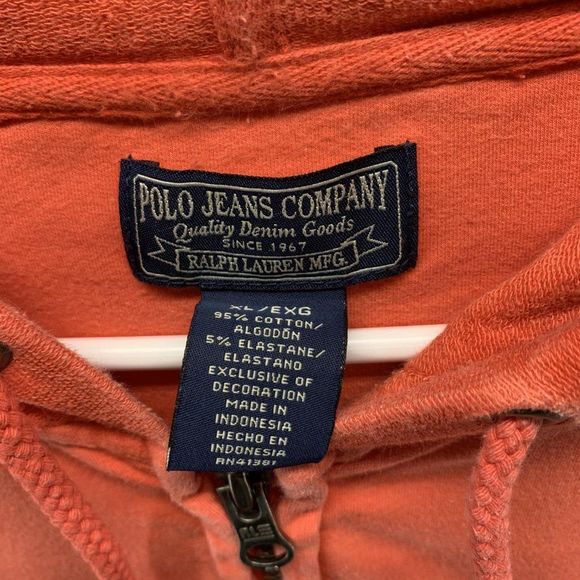 POLO JEANS COMPANY
Quality Denim Goods
SINCE 1967
RALPH LAUREN MFG.
XL/EXG
95% COTTON/
ALGODÓN
5% ELASTANE/
ELASTANO
EXCLUSIVE OF
DECORATION
MADE IN
INDONESIA
HECHO EN
INDONESIA
RN41381